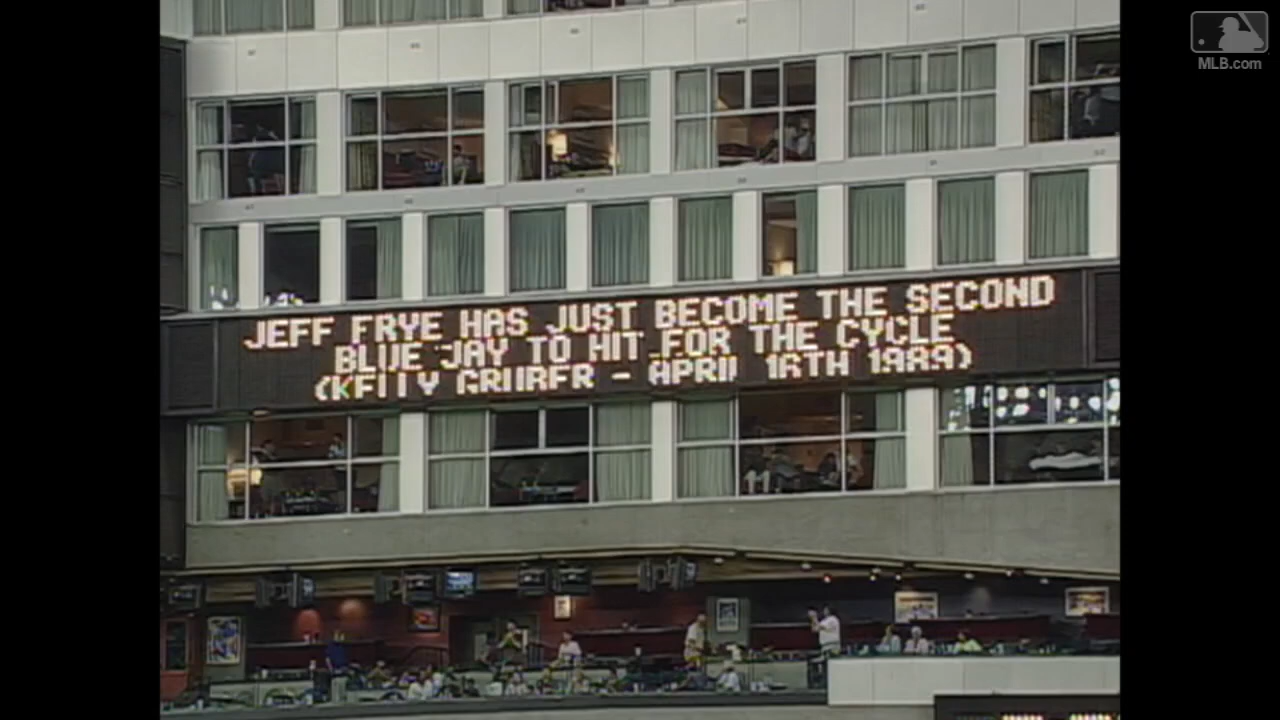 MLB.com
JEFF FRYE HAS JUST BECOME THE SECOND
BLUE JAY TO HIT FOR THE CYCLE
(KELLY GRUBER - APRIL 16TH 1989)